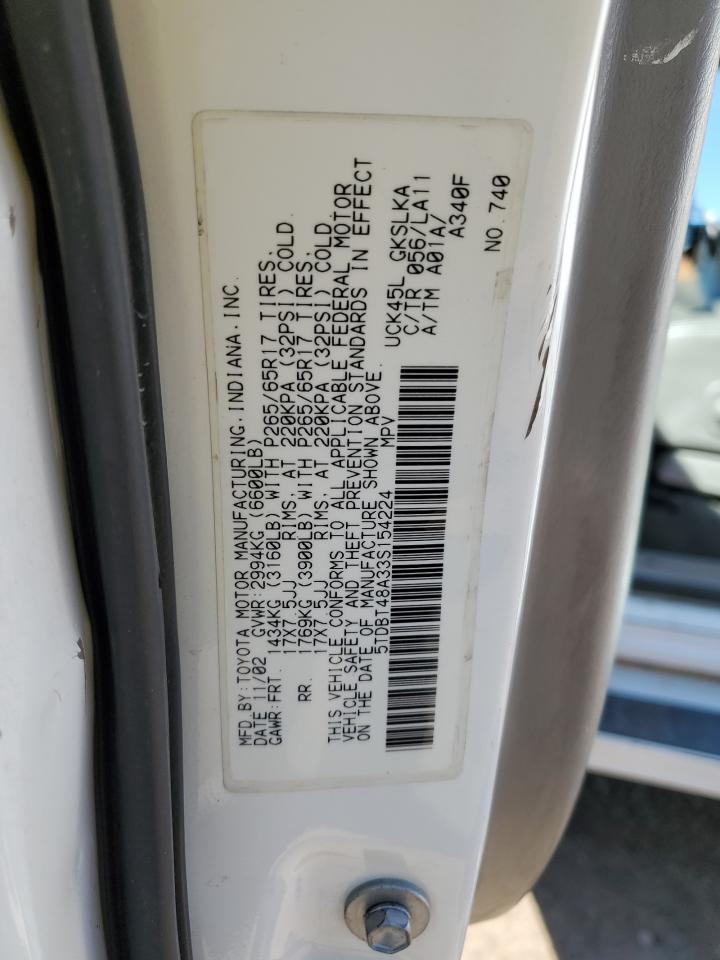 MFD. BY: TOYOTA MOTOR MANUFACTURING, INDIANA, INC.
DATE 11/02 GVWR: 2994KG (6600LB)
GAWR: FRT. 1434KG (3160LB) WITH P265/65R17 TIRES,
17X7.5JJ RIMS, AT 220KPA (32PSI) COLD.
RR. 1769KG (3900LB) WITH P265/65R17 TIRES,
17X7.5JJ RIMS, AT 220KPA (32PSI) COLD
THIS VEHICLE CONFORMS TO ALL APPLICABLE FEDERAL MOTOR
VEHICLE SAFETY AND THEFT PREVENTION STANDARDS IN EFFECT
ON THE DATE OF MANUFACTURE SHOWN ABOVE.
5TDBT48A33S154224 MPV
UCK45L GKSLKA
C/TR 056/LA11
A/TM A01A/
A340F
NO. 740